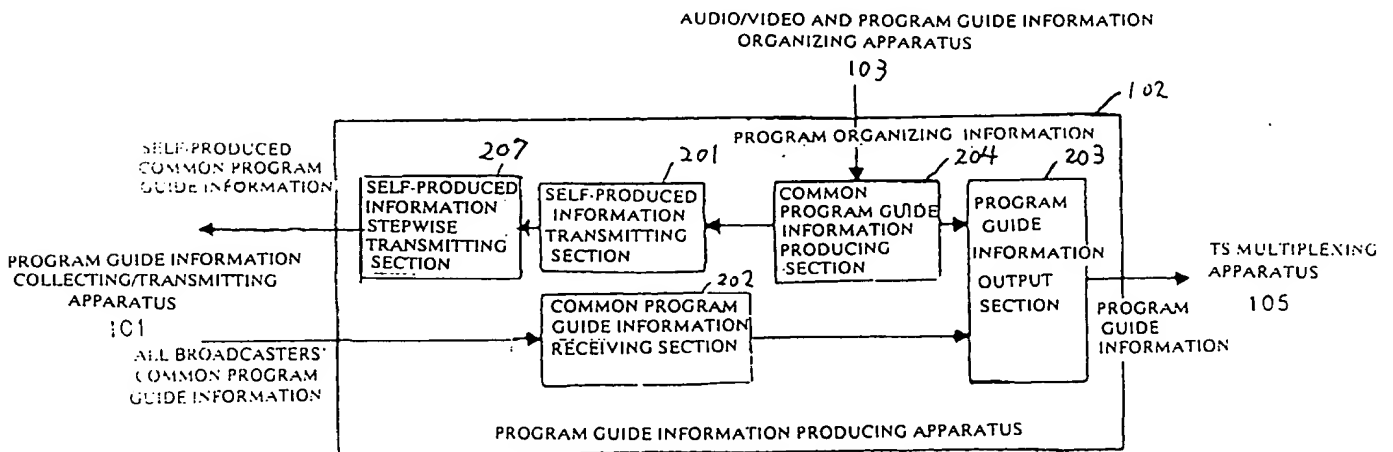 AUDIO/VIDEO AND PROGRAM GUIDE INFORMATION
ORGANIZING APPARATUS
103
102
PROGRAM ORGANIZING INFORMATION
SELF-PRODUCED
COMMON PROGRAM
GUIDE INFORMATION
207
SELF-PRODUCED
INFORMATION
STEPWISE
TRANSMITTING
SECTION
201
SELF-PRODUCED
INFORMATION
TRANSMITTING
SECTION
204
COMMON
PROGRAM GUIDE
INFORMATION
PRODUCING
SECTION
203
PROGRAM
GUIDE
INFORMATION
OUTPUT
SECTION
PROGRAM GUIDE INFORMATION
COLLECTING/TRANSMITTING
APPARATUS
101
ALL BROADCASTERS'
COMMON PROGRAM
GUIDE INFORMATION
202
COMMON PROGRAM
GUIDE INFORMATION
RECEIVING SECTION
TS MULTIPLEXING
APPARATUS
105
PROGRAM
GUIDE
INFORMATION
PROGRAM GUIDE INFORMATION PRODUCING APPARATUS